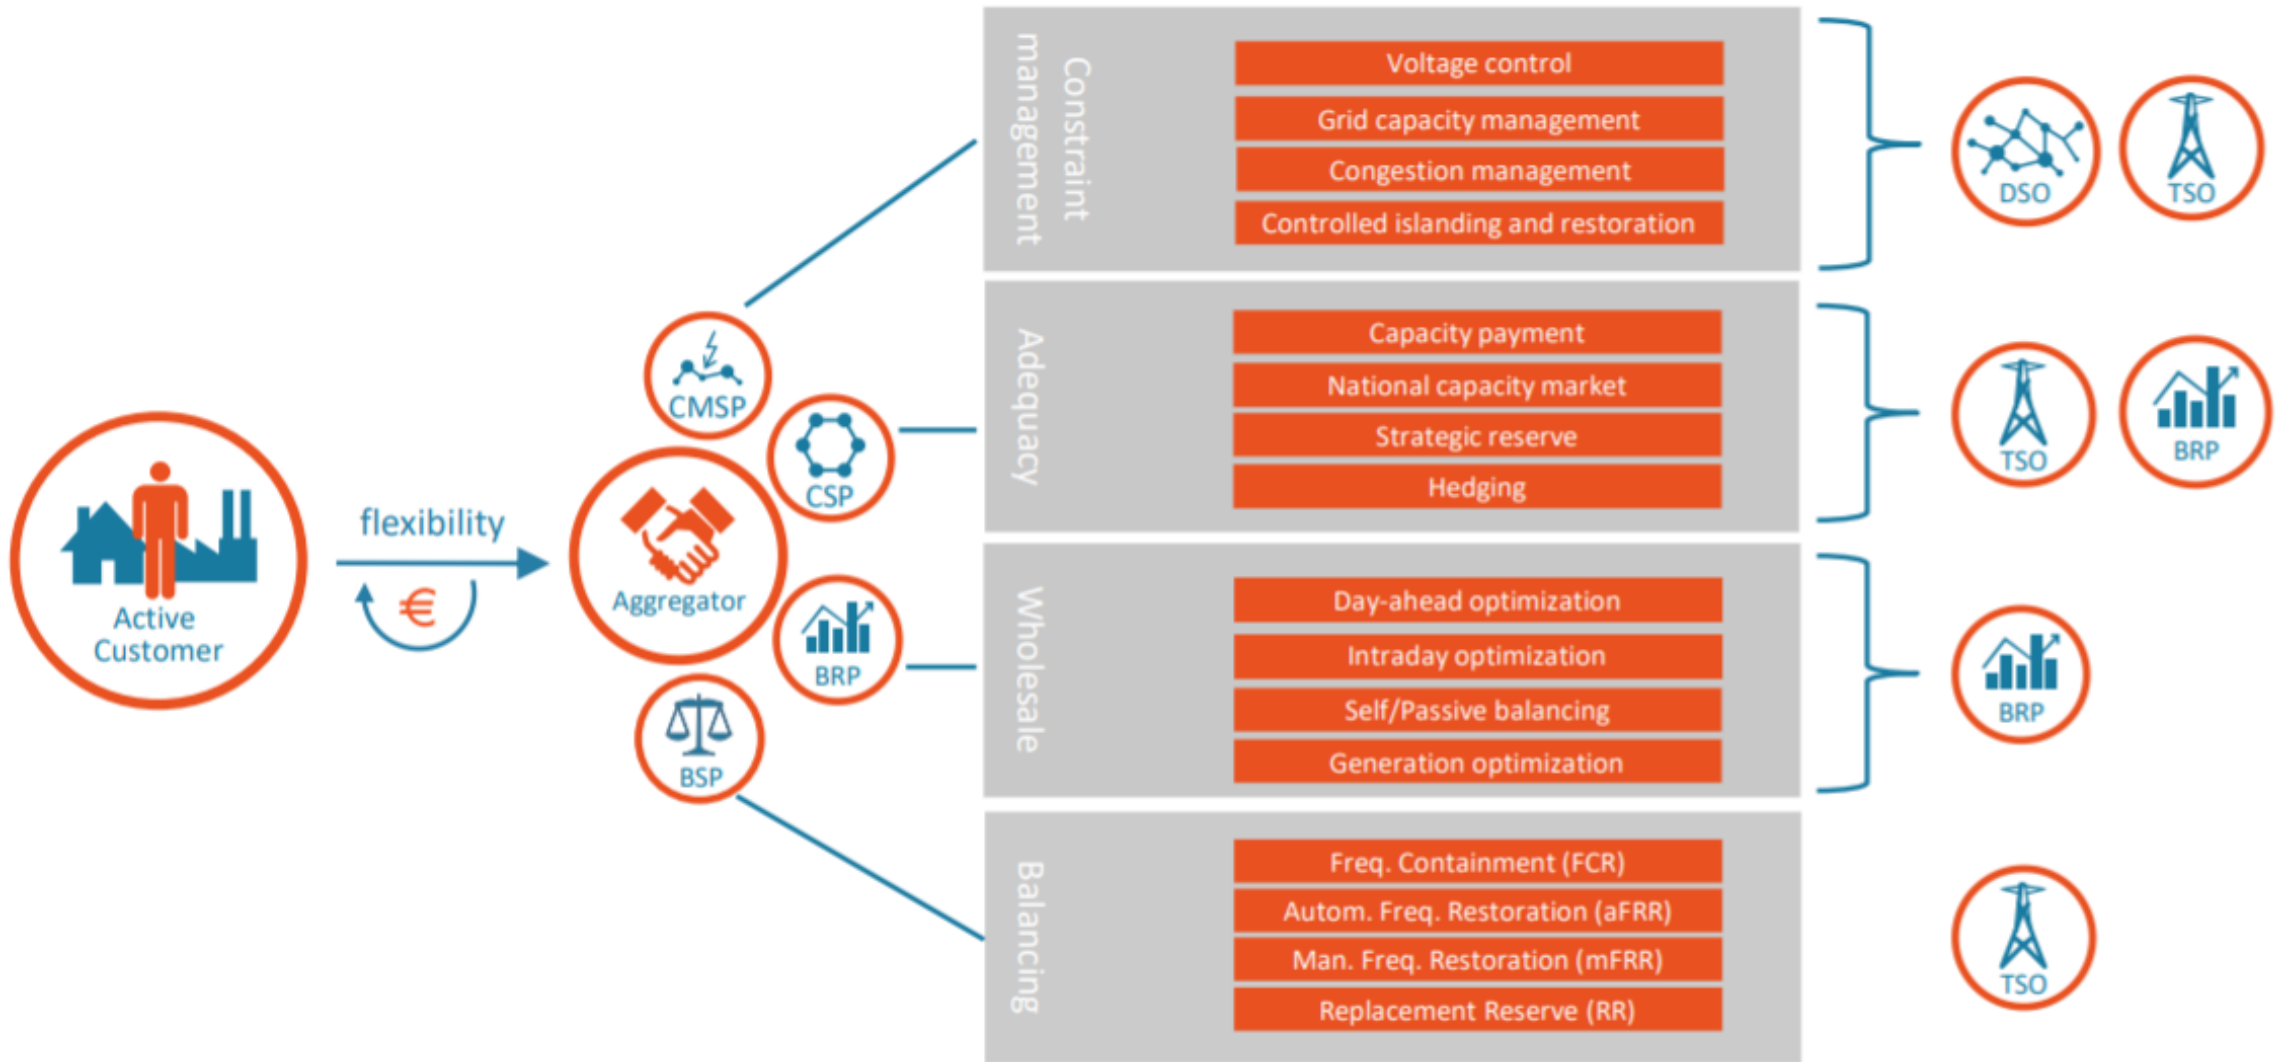 Active
Customer
flexibility
€
Aggregator
CMSP
CSP
BRP
BSP
Constraint
management
Voltage control
Grid capacity management
Congestion management
Controlled islanding and restoration
DSO
TSO
Adequacy
Capacity payment
National capacity market
Strategic reserve
Hedging
TSO
BRP
Wholesale
Day-ahead optimization
Intraday optimization
Self/Passive balancing
Generation optimization
BRP
Balancing
Freq. Containment (FCR)
Autom. Freq. Restoration (aFRR)
Man. Freq. Restoration (mFRR)
Replacement Reserve (RR)
TSO